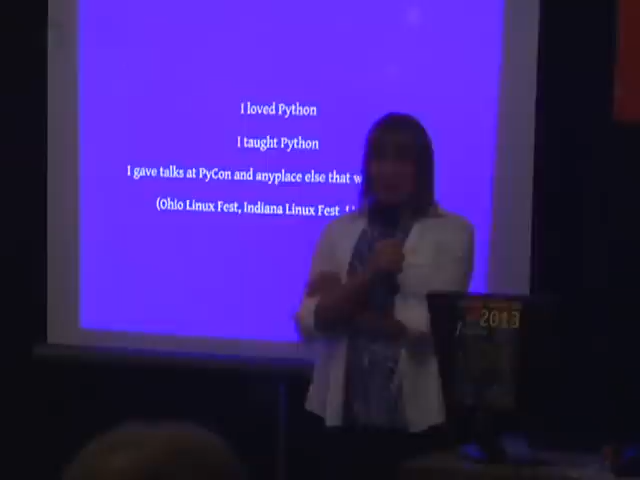 I loved Python
I taught Python
I gave talks at PyCon and anyplace else that
(Ohio Linux Fest, Indiana Linux Fest,
2013